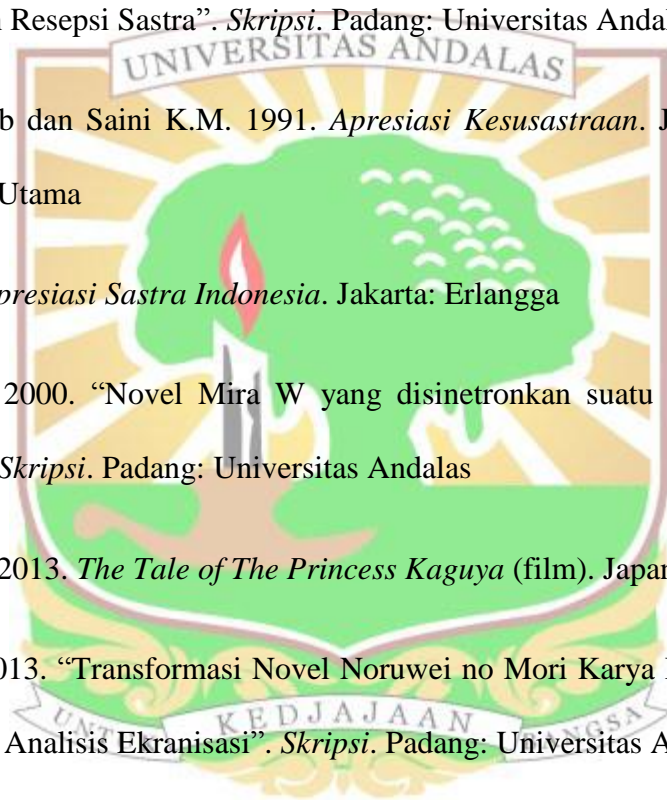 n Resepsi Sastra”. Skripsi. Padang: Universitas Andal
UNIVERSITAS ANDALAS
b dan Saini K.M. 1991. Apresiasi Kesusastraan. J
Utama
presiasi Sastra Indonesia. Jakarta: Erlangga
2000. “Novel Mira W yang disinetronkan suatu
Skripsi. Padang: Universitas Andalas
2013. The Tale of The Princess Kaguya (film). Japan
013. “Transformasi Novel Noruwei no Mori Karya
UNTUK KEDJAJAAN BANGSA
Analisis Ekranisasi”. Skripsi. Padang: Universitas A